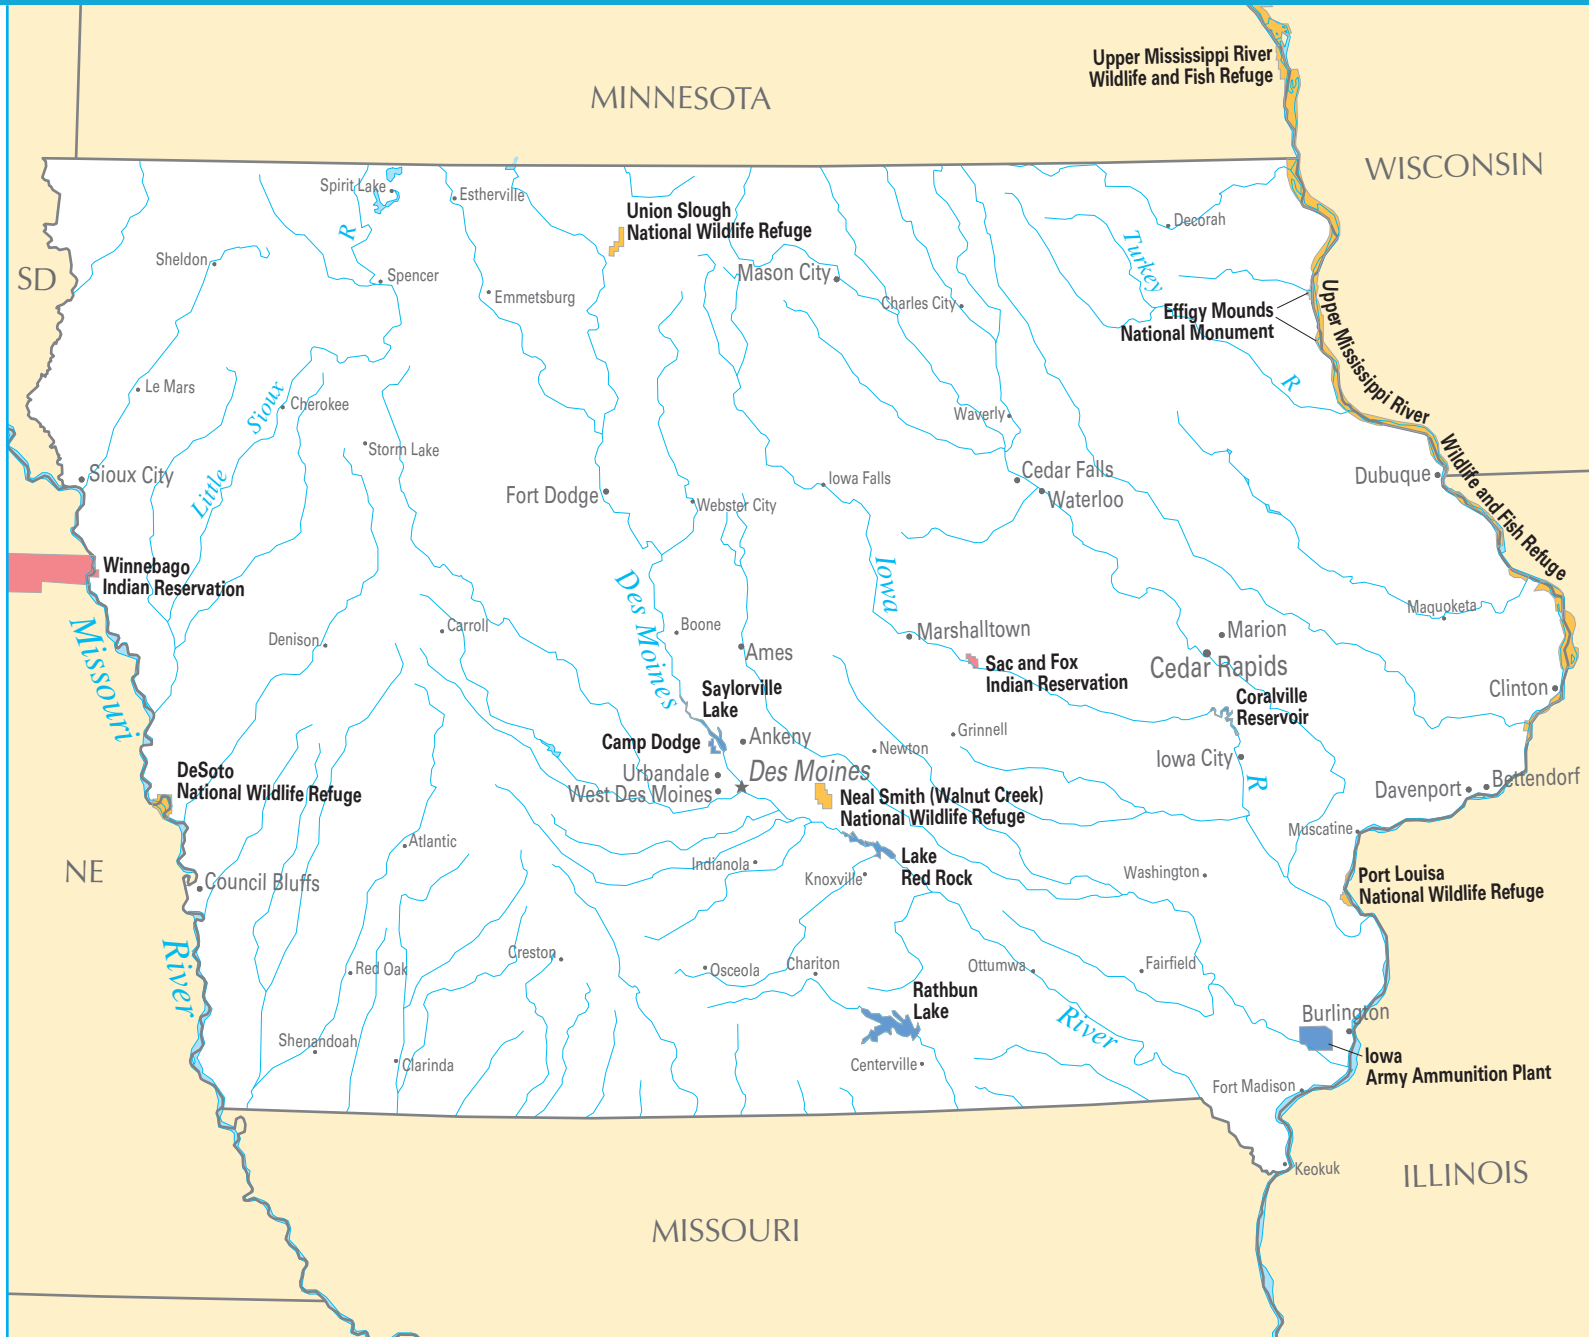 Upper Mississippi River
Wildlife and Fish Refuge
MINNESOTA
WISCONSIN
Spirit Lake
Estherville
Union Slough
National Wildlife Refuge
Decorah
R
Turkey
Sheldon
SD
Spencer
Mason City
Emmetsburg
Charles City
Effigy Mounds
National Monument
Upper Mississippi River
Wildlife and Fish Refuge
R
Le Mars
Little
Sioux
Cherokee
Waverly
Storm Lake
Sioux City
Fort Dodge
Webster City
Iowa Falls
Cedar Falls
Waterloo
Dubuque
Winnebago
Indian Reservation
Des Moines
Iowa
Missouri
Maquoketa
Denison
Carroll
Boone
Ames
Marshalltown
Marion
Cedar Rapids
Sac and Fox
Indian Reservation
Saylorville
Lake
Coralville
Reservoir
Clinton
Camp Dodge
Ankeny
Newton
Grinnell
Iowa City
R
Urbandale
Des Moines
West Des Moines
DeSoto
National Wildlife Refuge
Neal Smith (Walnut Creek)
National Wildlife Refuge
Davenport
Bettendorf
Muscatine
Atlantic
Indianola
Knoxville
Lake
Red Rock
Washington
Port Louisa
National Wildlife Refuge
NE
Council Bluffs
River
Red Oak
Creston
Osceola
Chariton
Ottumwa
Fairfield
Rathbun
Lake
River
Burlington
Shenandoah
Clarinda
Centerville
Iowa
Army Ammunition Plant
Fort Madison
Keokuk
ILLINOIS
MISSOURI